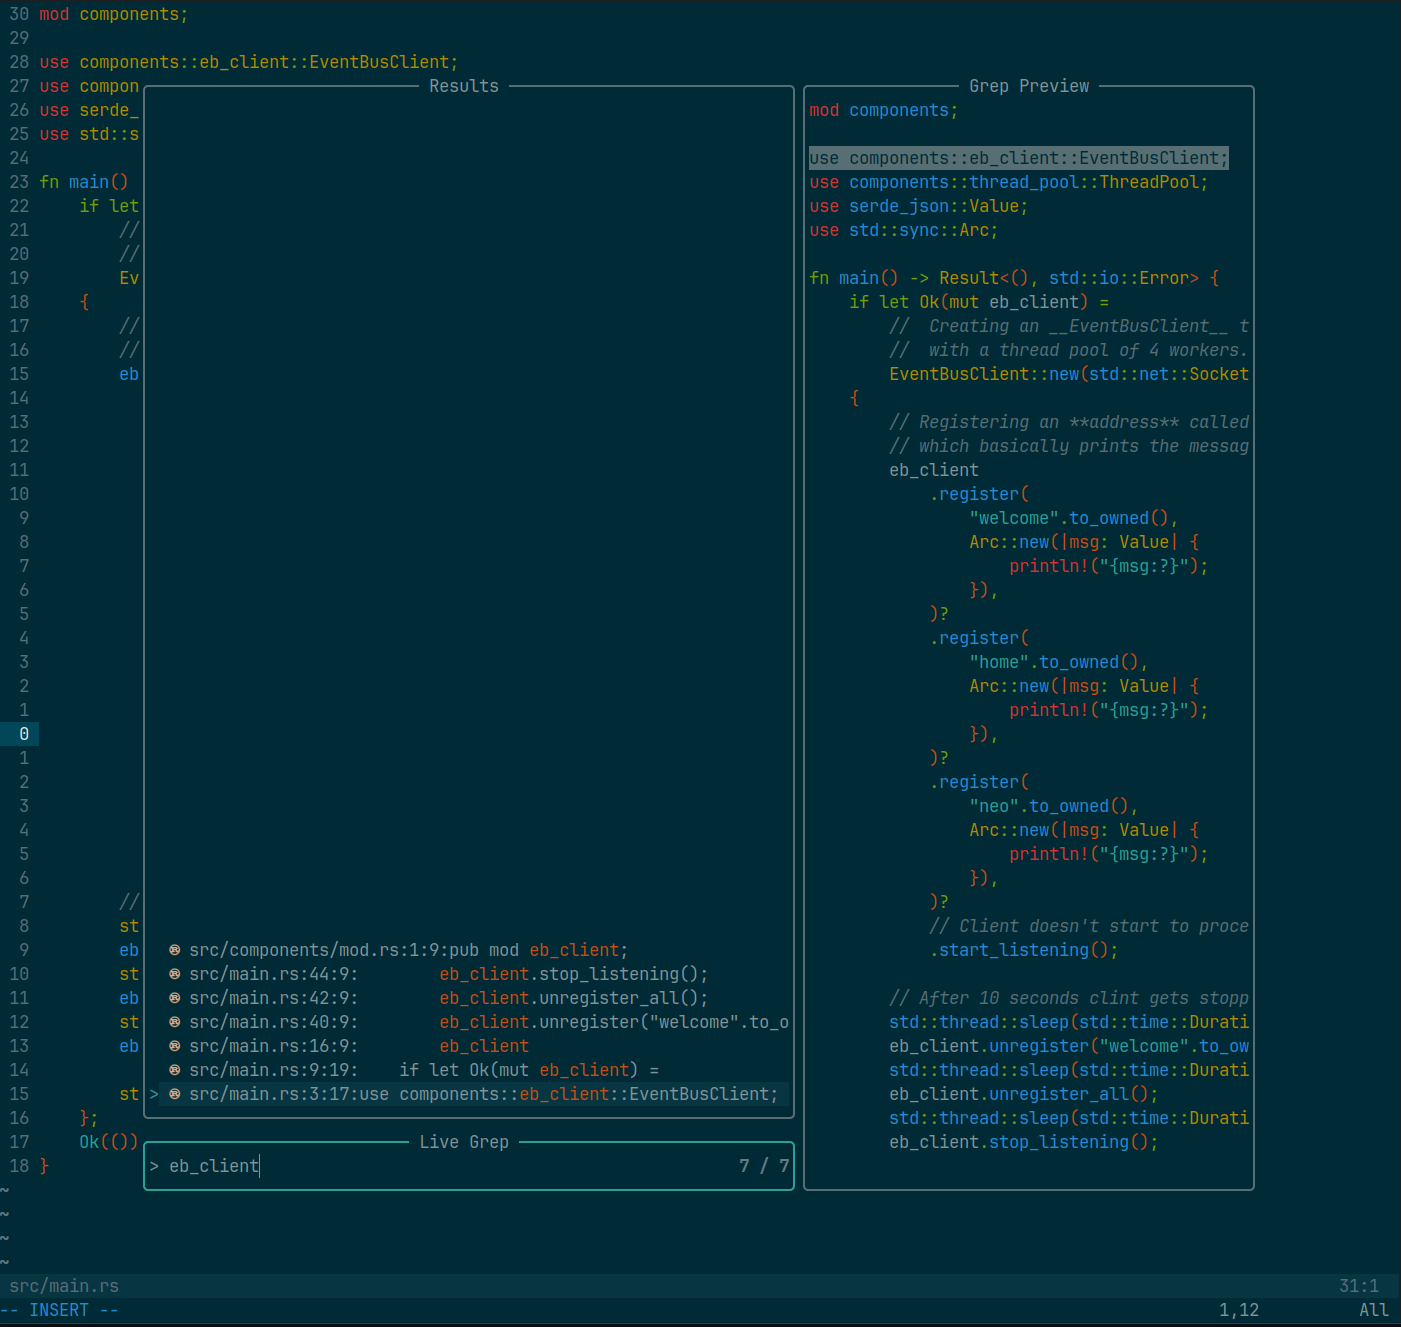 30 mod components;
29
28 use components::eb_client::EventBusClient;
27 use compon
26 use serde_
25 use std::s
24
23 fn main()
22     if let
21         //
20         //
19         Ev
18     {
17         //
16         //
15         eb
14
13
12
11
10
9
8
7
6
5
4
3
2
1
0
1
2
3
4
5
6
7         //
8         st
9         eb
10         st
11         eb
12         st
13         eb
14
15         st
16     };
17     Ok(())
18 }
~
~
~
~
Results
src/components/mod.rs:1:9:pub mod eb_client;
src/main.rs:44:9:        eb_client.stop_listening();
src/main.rs:42:9:        eb_client.unregister_all();
src/main.rs:40:9:        eb_client.unregister("welcome".to_o
src/main.rs:16:9:        eb_client
src/main.rs:9:19:    if let Ok(mut eb_client) =
> src/main.rs:3:17:use components::eb_client::EventBusClient;
Live Grep
> eb_client 7 / 7
Grep Preview
mod components;

use components::eb_client::EventBusClient;
use components::thread_pool::ThreadPool;
use serde_json::Value;
use std::sync::Arc;

fn main() -> Result<(), std::io::Error> {
    if let Ok(mut eb_client) =
        //  Creating an __EventBusClient__ t
        //  with a thread pool of 4 workers.
        EventBusClient::new(std::net::Socket
    {
        // Registering an **address** called
        // which basically prints the messag
        eb_client
            .register(
                "welcome".to_owned(),
                Arc::new(|msg: Value| {
                    println!("{msg:?}");
                }),
            )?
            .register(
                "home".to_owned(),
                Arc::new(|msg: Value| {
                    println!("{msg:?}");
                }),
            )?
            .register(
                "neo".to_owned(),
                Arc::new(|msg: Value| {
                    println!("{msg:?}");
                }),
            )?
            // Client doesn't start to proce
            .start_listening();

        // After 10 seconds clint gets stopp
        std::thread::sleep(std::time::Durati
        eb_client.unregister("welcome".to_ow
        std::thread::sleep(std::time::Durati
        eb_client.unregister_all();
        std::thread::sleep(std::time::Durati
        eb_client.stop_listening();
src/main.rs 31:1
-- INSERT -- 1,12 All